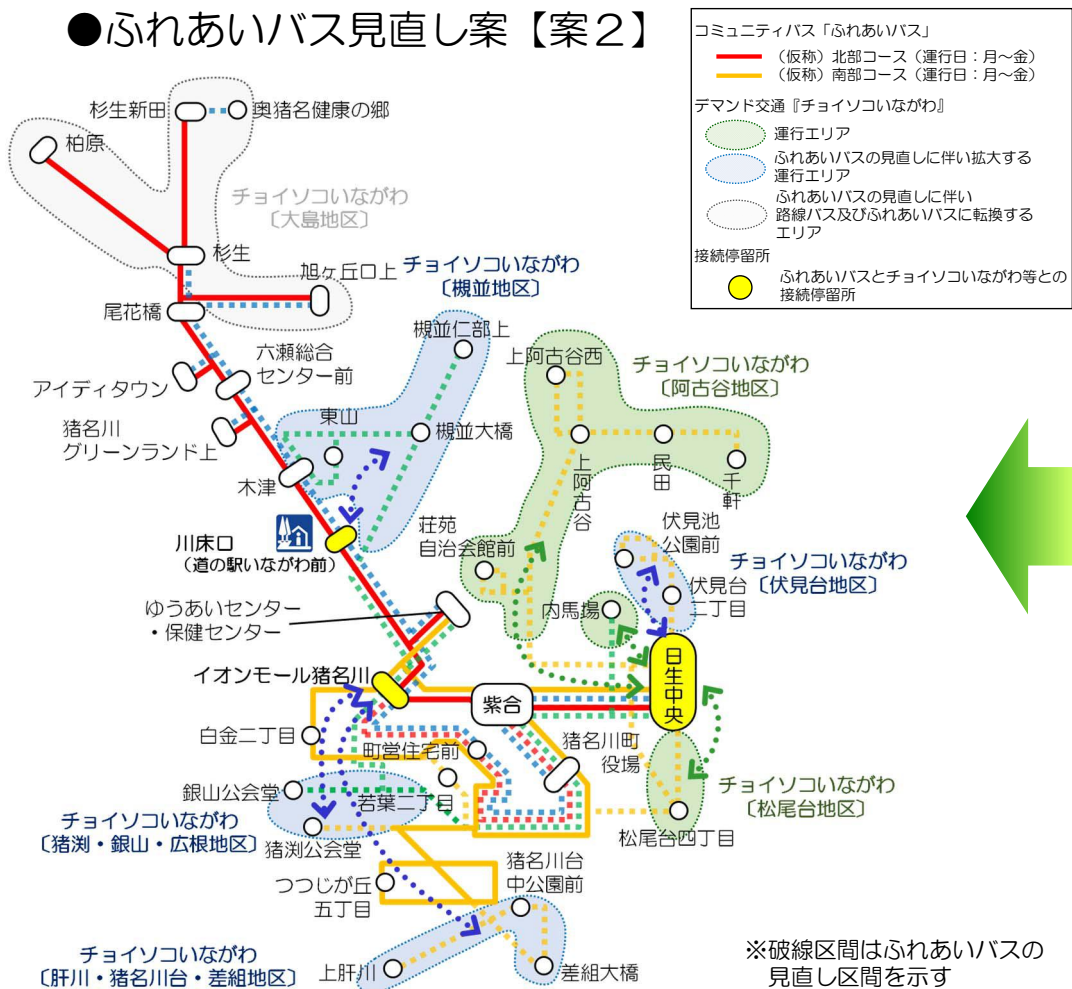 ●ふれあいバス見直し案【案２】
コミュニティバス「ふれあいバス」
（仮称）北部コース（運行日：月～金）
（仮称）南部コース（運行日：月～金）
デマンド交通『チョイソコいながわ』
運行エリア
ふれあいバスの見直しに伴い拡大する
運行エリア
ふれあいバスの見直しに伴い
路線バス及びふれあいバスに転換する
エリア
接続停留所
ふれあいバスとチョイソコいながわ等との
接続停留所
杉生新田
奥猪名健康の郷
柏原
チョイソコいながわ
〔大島地区〕
杉生
旭ヶ丘口上
チョイソコいながわ
〔槻並地区〕
尾花橋
槻並仁部上
六瀬総合
センター前
上阿古谷西
チョイソコいながわ
〔阿古谷地区〕
アイディタウン
東山
槻並大橋
猪名川
グリーンランド上
上阿古谷
民田
千軒
木津
荘苑
自治会館前
伏見池
公園前
川床口
（道の駅いながわ前）
チョイソコいながわ
〔伏見台地区〕
伏見台
二丁目
内馬場
ゆうあいセンター
・保健センター
日生中央
イオンモール猪名川
紫合
白金二丁目
町営住宅前
猪名川町
役場
銀山公会堂
若葉二丁目
チョイソコいながわ
〔松尾台地区〕
チョイソコいながわ
〔猪渕・銀山・広根地区〕
猪渕公会堂
松尾台四丁目
猪名川台
中公園前
つつじが丘
五丁目
チョイソコいながわ
〔肝川・猪名川台・差組地区〕
上肝川
差組大橋
※破線区間はふれあいバスの
見直し区間を示す